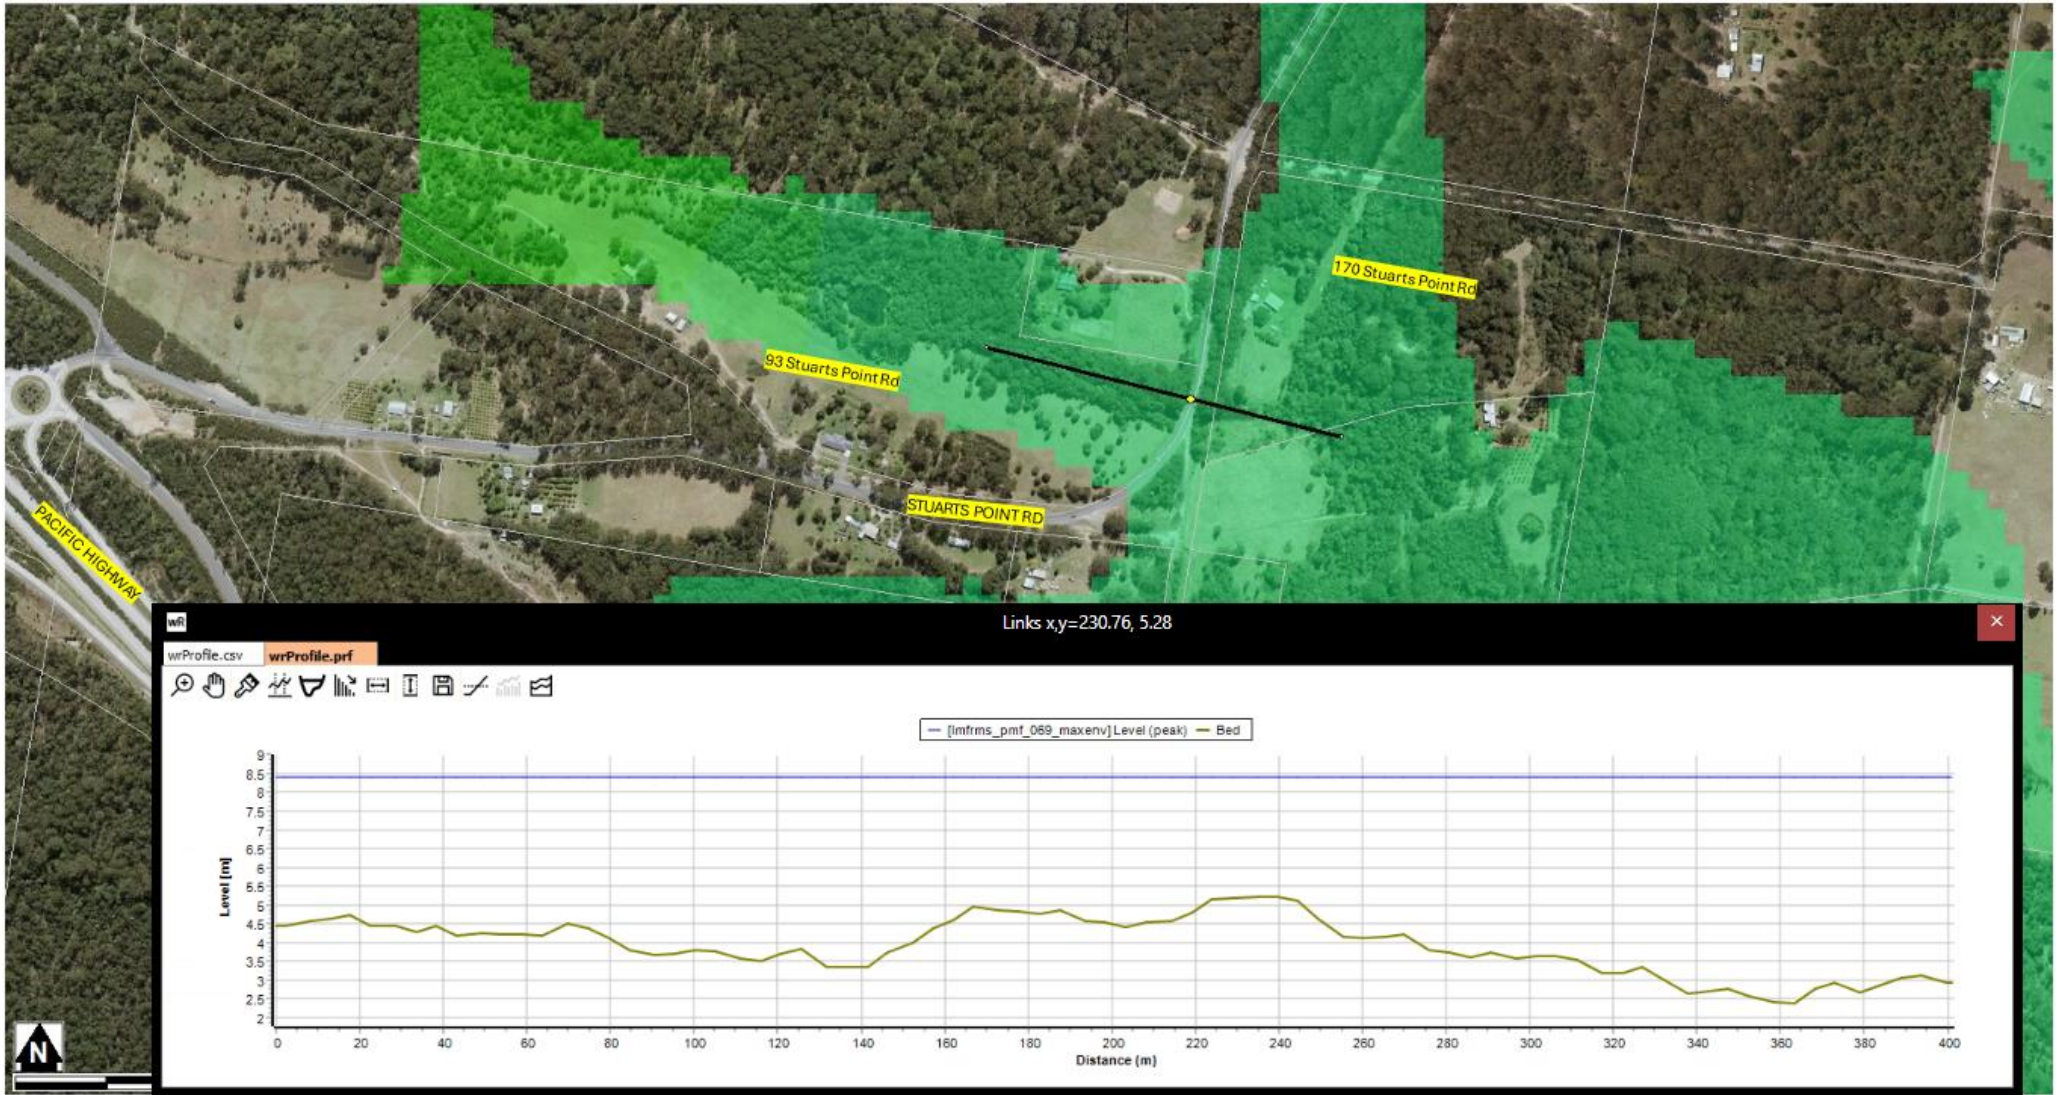 170 Stuarts Point Rd
93 Stuarts Point Rd
STUARTS POINT RD
PACIFIC HIGHWAY
wR
Links x,y=230.76, 5.28
×
wrProfile.csv
wrProfile.prf
[lmfrms_pmf_069_maxenv] Level (peak)
Bed
Level [m]
9
8.5
8
7.5
7
6.5
6
5.5
5
4.5
4
3.5
3
2.5
2
0 20 40 60 80 100 120 140 160 180 200 220 240 260 280 300 320 340 360 380 400
Distance (m)
N